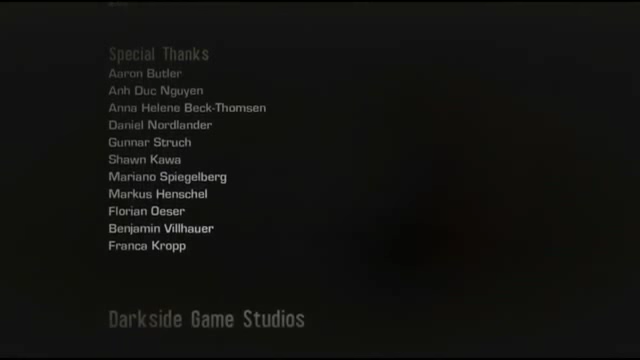 Special Thanks
Aaron Butler
Anh Duc Nguyen
Anna Helene Beck-Thomsen
Daniel Nordlander
Gunnar Struch
Shawn Kawa
Mariano Spiegelberg
Markus Henschel
Florian Oeser
Benjamin Villhauer
Franca Kropp
Darkside Game Studios